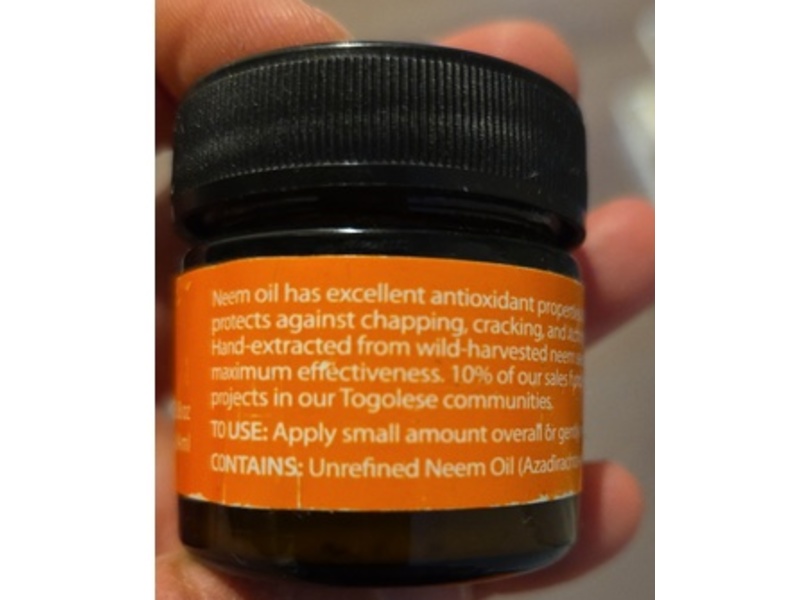 Neem oil has excellent antioxidant
protects against chapping, cracking, and
Hand-extracted from wild-harvested neem
maximum effectiveness. 10% of our sales
projects in our Togolese communities.
TO USE: Apply small amount overall or
CONTAINS: Unrefined Neem Oil